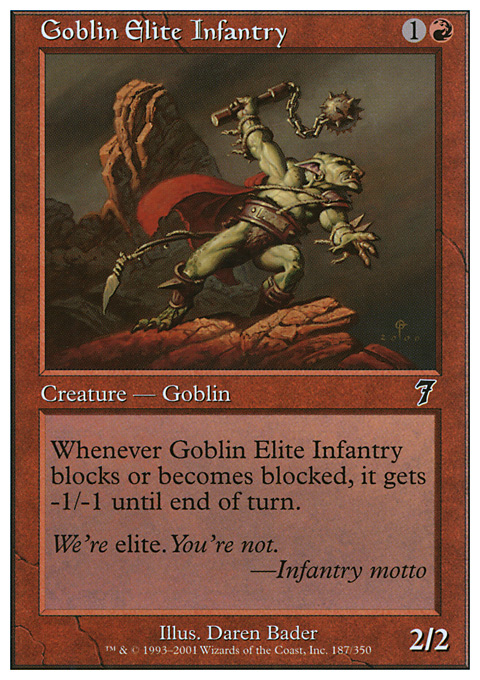 Goblin Elite Infantry 1
2000
Creature — Goblin 7
Whenever Goblin Elite Infantry
blocks or becomes blocked, it gets
-1/-1 until end of turn.
We're elite. You're not.
—Infantry motto
Illus. Daren Bader
™ & © 1993–2001 Wizards of the Coast, Inc. 187/350
2/2